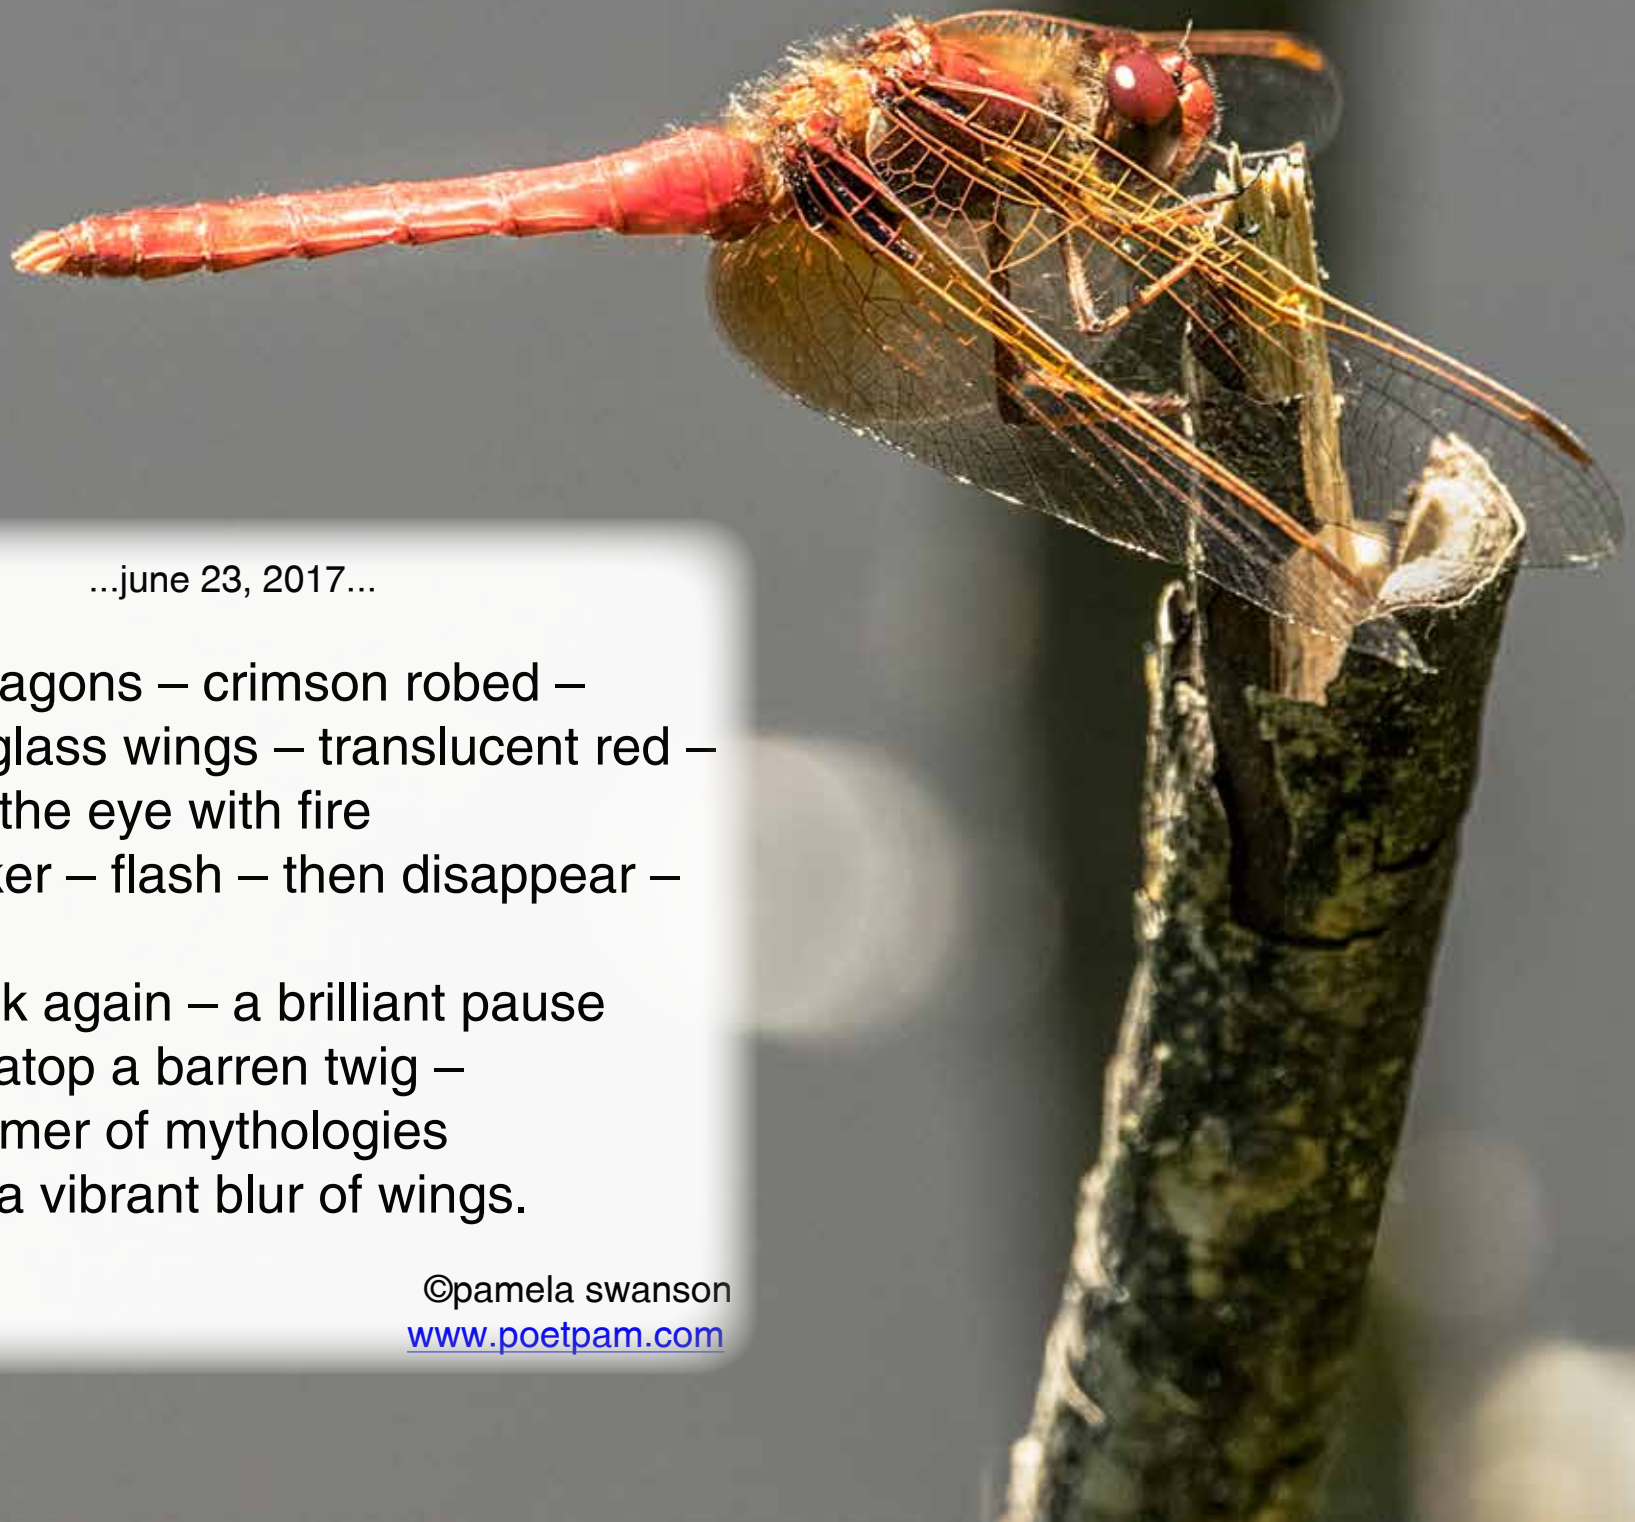 ...june 23, 2017...
agons – crimson robed –
glass wings – translucent red –
the eye with fire
ker – flash – then disappear –
k again – a brilliant pause
atop a barren twig –
mer of mythologies
a vibrant blur of wings.
©pamela swanson
www.poetpam.com